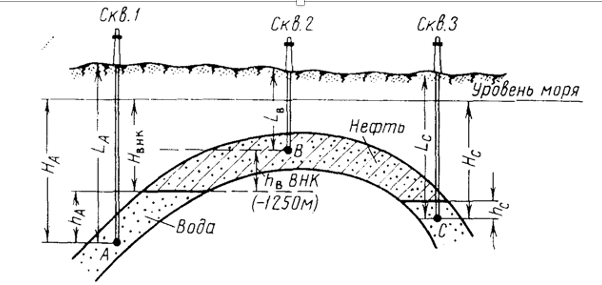 Скв.1
Скв.2
Скв.3
Уровень моря
H_A
L_A
H_ВНК
L_B
L_C
H_C
B
Нефть
h_B ВНК
(-1250м)
h_A
Вода
A
C
h_C